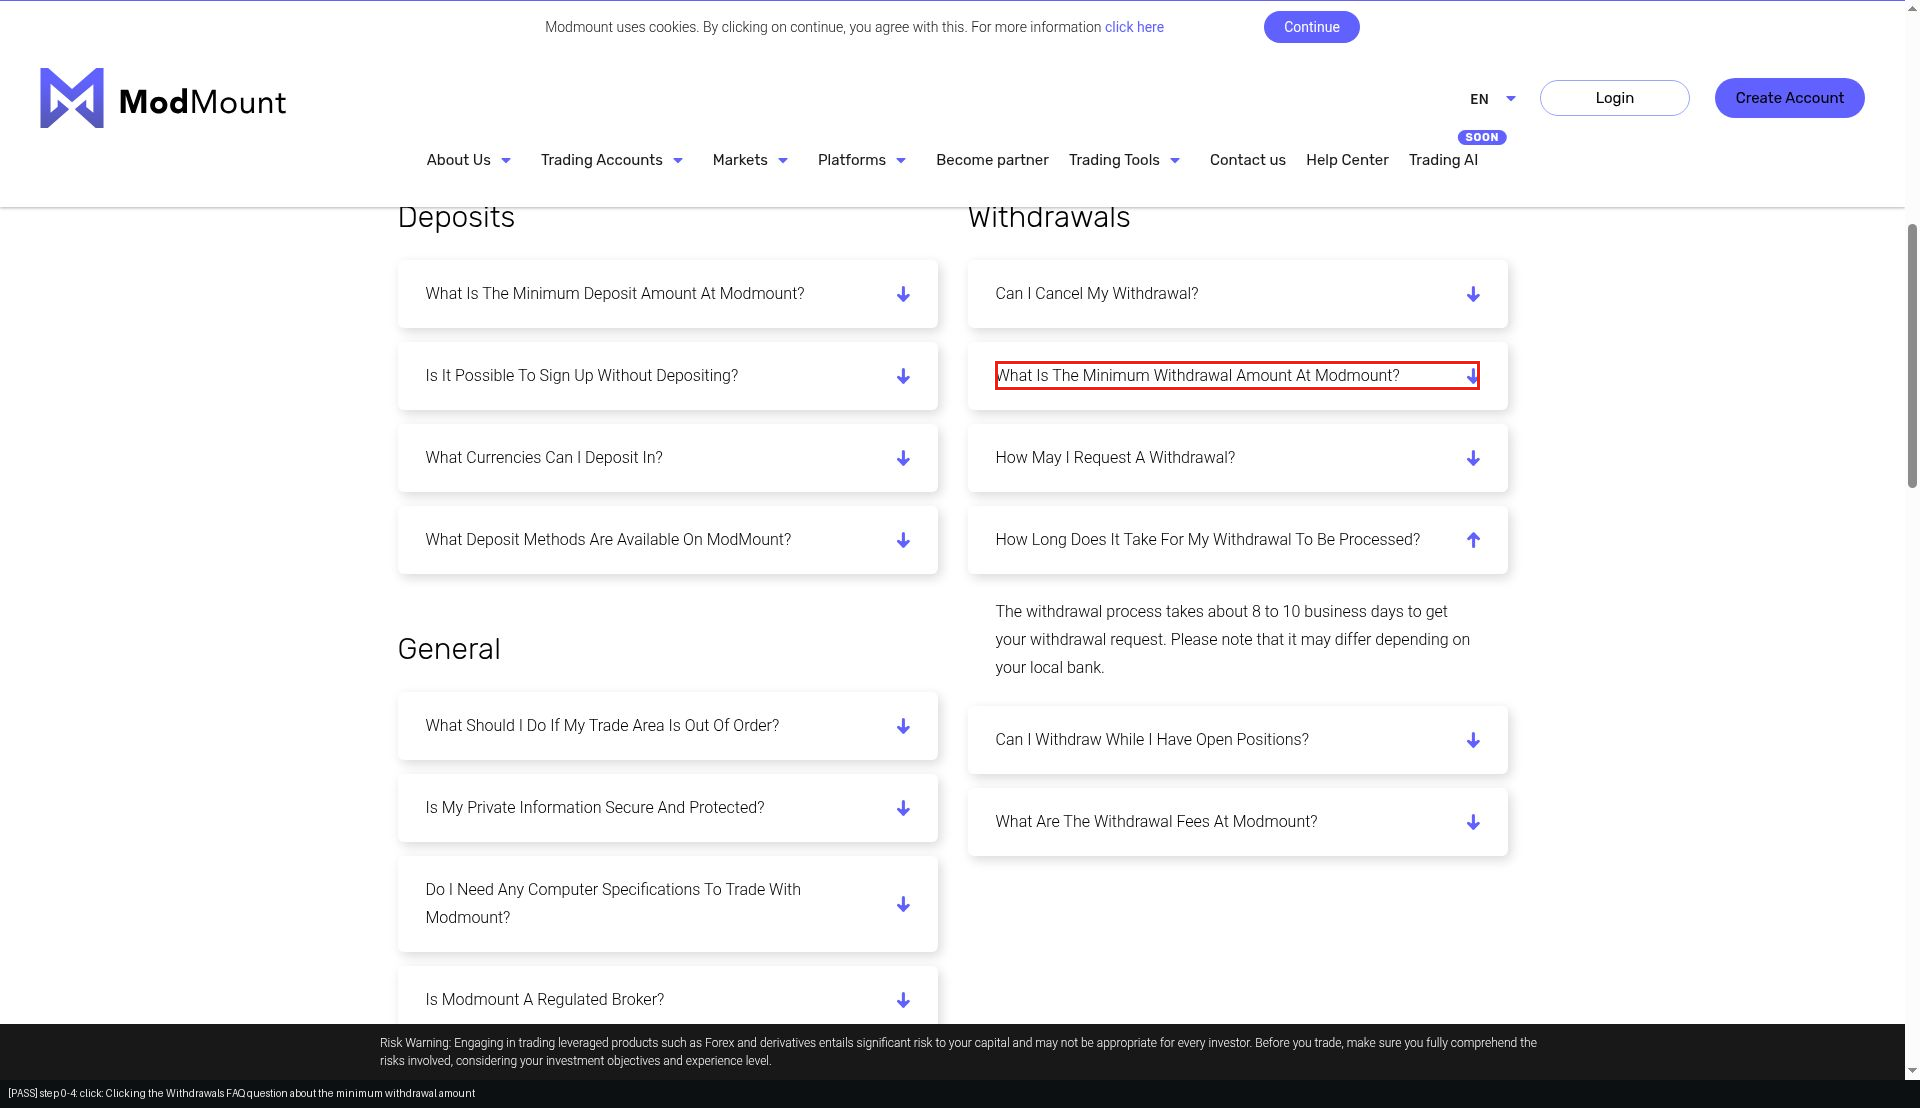 Modmount uses cookies. By clicking on continue, you agree with this. For more information click here
Continue
ModMount
EN
Login
Create Account
SOON
About Us
Trading Accounts
Markets
Platforms
Become partner
Trading Tools
Contact us
Help Center
Trading AI
Deposits
What Is The Minimum Deposit Amount At Modmount?
Is It Possible To Sign Up Without Depositing?
What Currencies Can I Deposit In?
What Deposit Methods Are Available On ModMount?
General
What Should I Do If My Trade Area Is Out Of Order?
Is My Private Information Secure And Protected?
Do I Need Any Computer Specifications To Trade With
Modmount?
Is Modmount A Regulated Broker?
Withdrawals
Can I Cancel My Withdrawal?
What Is The Minimum Withdrawal Amount At Modmount?
How May I Request A Withdrawal?
How Long Does It Take For My Withdrawal To Be Processed?
The withdrawal process takes about 8 to 10 business days to get
your withdrawal request. Please note that it may differ depending on
your local bank.
Can I Withdraw While I Have Open Positions?
What Are The Withdrawal Fees At Modmount?
Risk Warning: Engaging in trading leveraged products such as Forex and derivatives entails significant risk to your capital and may not be appropriate for every investor. Before you trade, make sure you fully comprehend the
risks involved, considering your investment objectives and experience level.
[PASS] step 0-4: click: Clicking the Withdrawals FAQ question about the minimum withdrawal amount